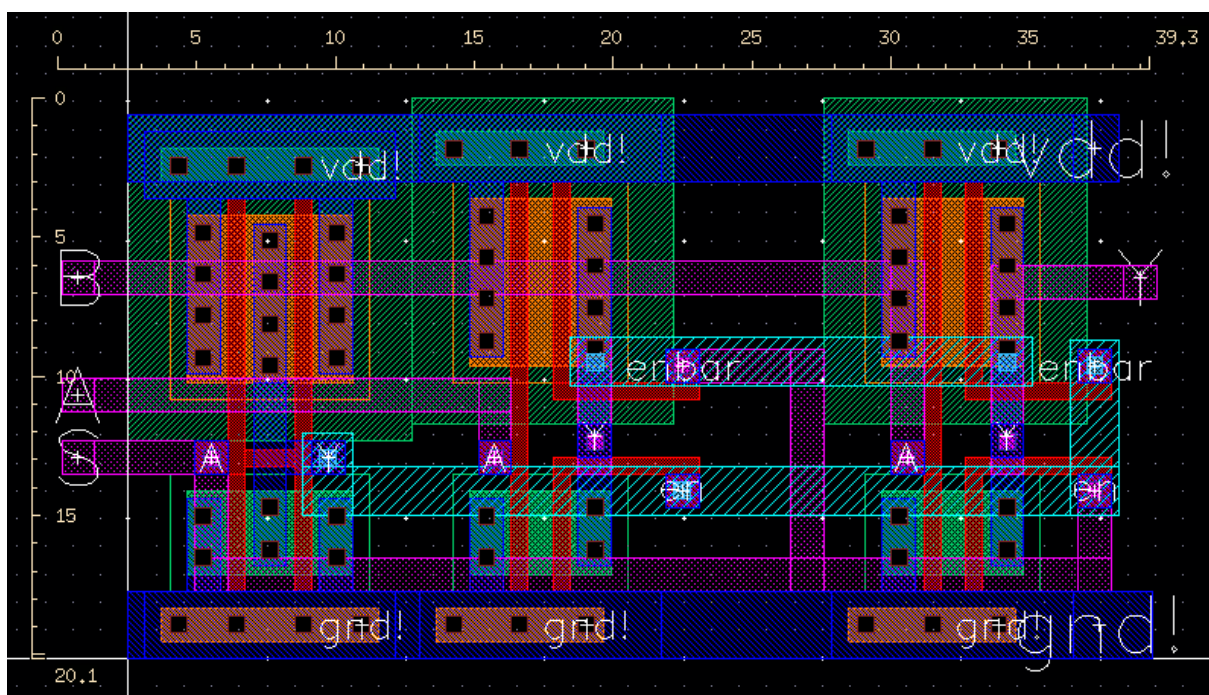 0 5 10 15 20 25 30 35 39.3
0
vdd! vdd! vdd! vdd!
5
B Y
enbar enbar
10
A
Y Y
S A Y A A
en en
15
gnd! gnd! gnd! gnd!
20.1